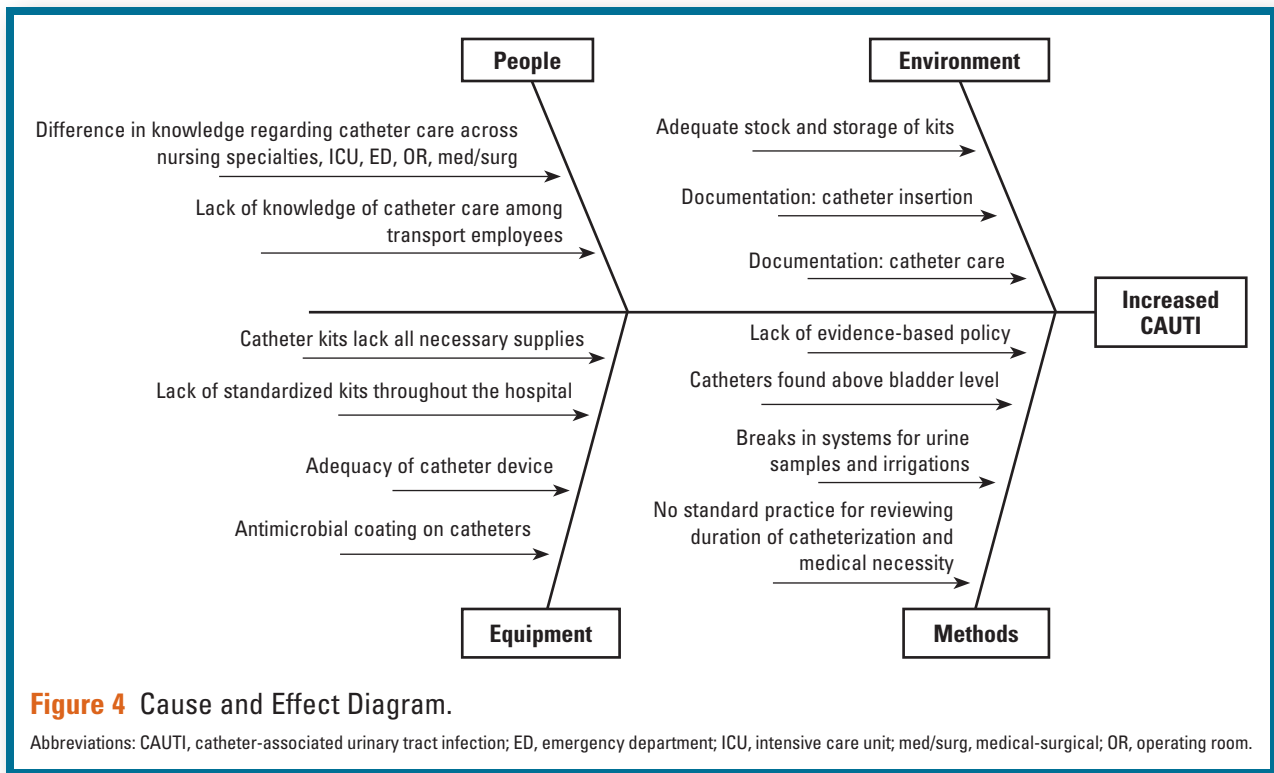 People
Environment
Difference in knowledge regarding catheter care across
nursing specialties, ICU, ED, OR, med/surg
Lack of knowledge of catheter care among
transport employees
Adequate stock and storage of kits
Documentation: catheter insertion
Documentation: catheter care
Increased
CAUTI
Catheter kits lack all necessary supplies
Lack of standardized kits throughout the hospital
Adequacy of catheter device
Antimicrobial coating on catheters
Lack of evidence-based policy
Catheters found above bladder level
Breaks in systems for urine
samples and irrigations
No standard practice for reviewing
duration of catheterization and
medical necessity
Equipment
Methods
Figure 4 Cause and Effect Diagram.
Abbreviations: CAUTI, catheter-associated urinary tract infection; ED, emergency department; ICU, intensive care unit; med/surg, medical-surgical; OR, operating room.